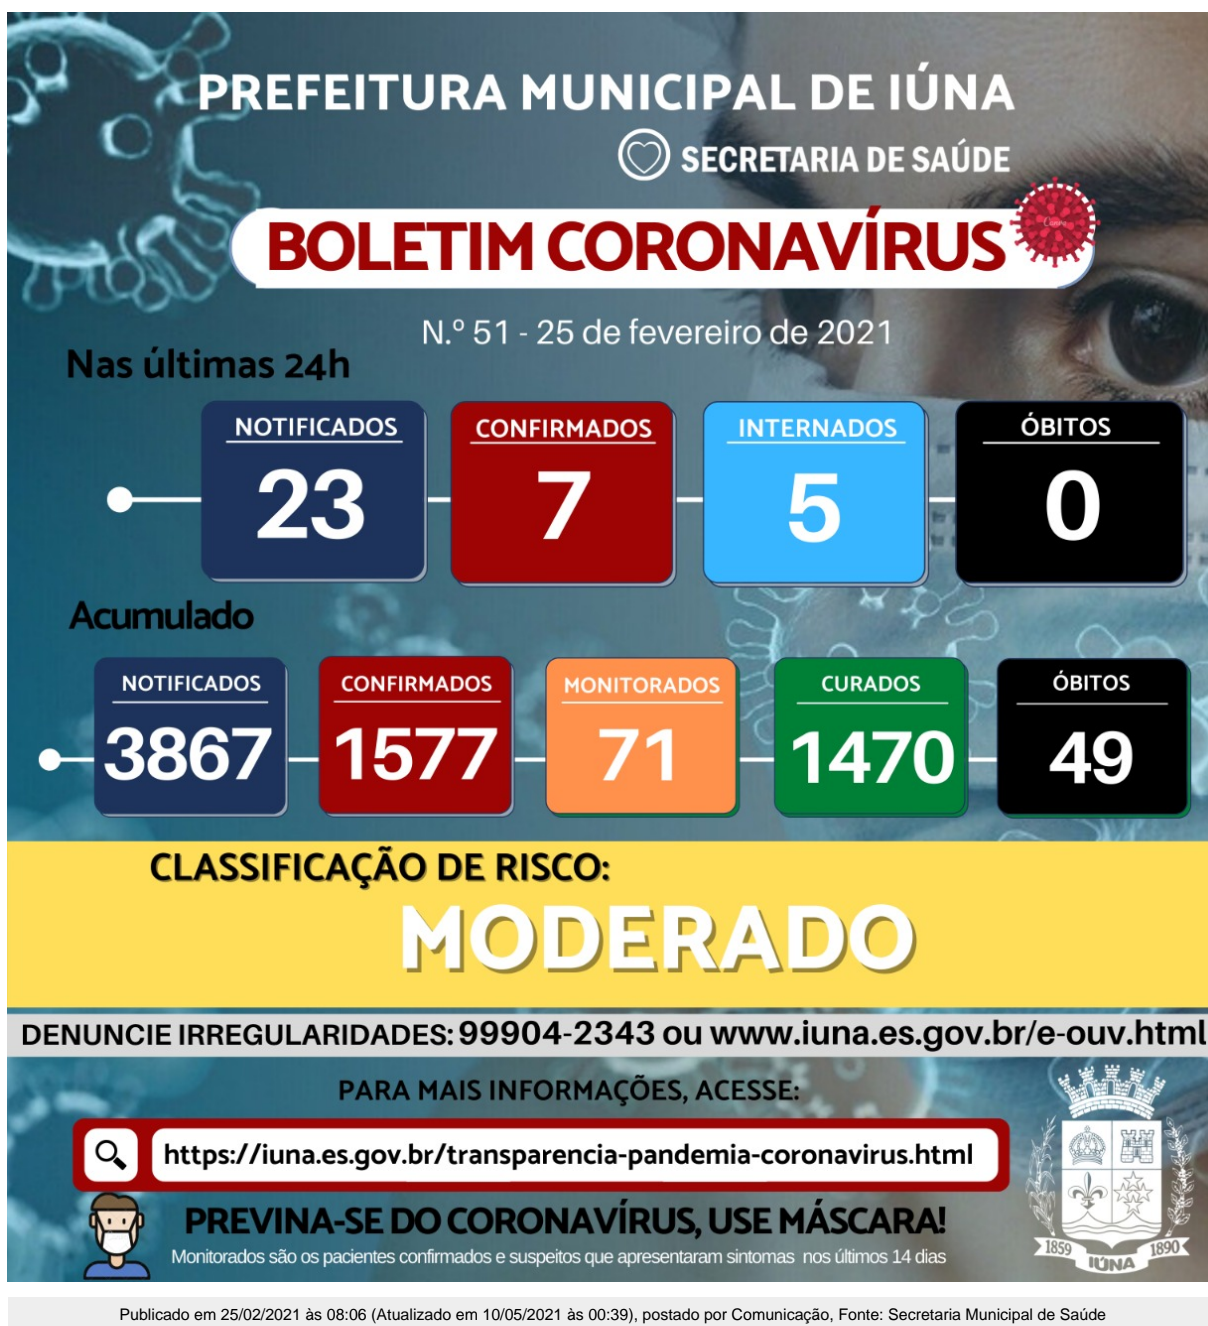 PREFEITURA MUNICIPAL DE IÚNA
SECRETARIA DE SAÚDE
BOLETIM CORONAVÍRUS
Canva
N.º 51 - 25 de fevereiro de 2021
Nas últimas 24h
NOTIFICADOS
23
CONFIRMADOS
7
INTERNADOS
5
ÓBITOS
0
Acumulado
NOTIFICADOS
3867
CONFIRMADOS
1577
MONITORADOS
71
CURADOS
1470
ÓBITOS
49
CLASSIFICAÇÃO DE RISCO:
MODERADO
DENUNCIE IRREGULARIDADES: 99904-2343 ou www.iuna.es.gov.br/e-ouv.html
PARA MAIS INFORMAÇÕES, ACESSE:
https://iuna.es.gov.br/transparencia-pandemia-coronavirus.html
PREVINA-SE DO CORONAVÍRUS, USE MÁSCARA!
Monitorados são os pacientes confirmados e suspeitos que apresentaram sintomas nos últimos 14 dias
1859 IÚNA 1890
Publicado em 25/02/2021 às 08:06 (Atualizado em 10/05/2021 às 00:39), postado por Comunicação, Fonte: Secretaria Municipal de Saúde